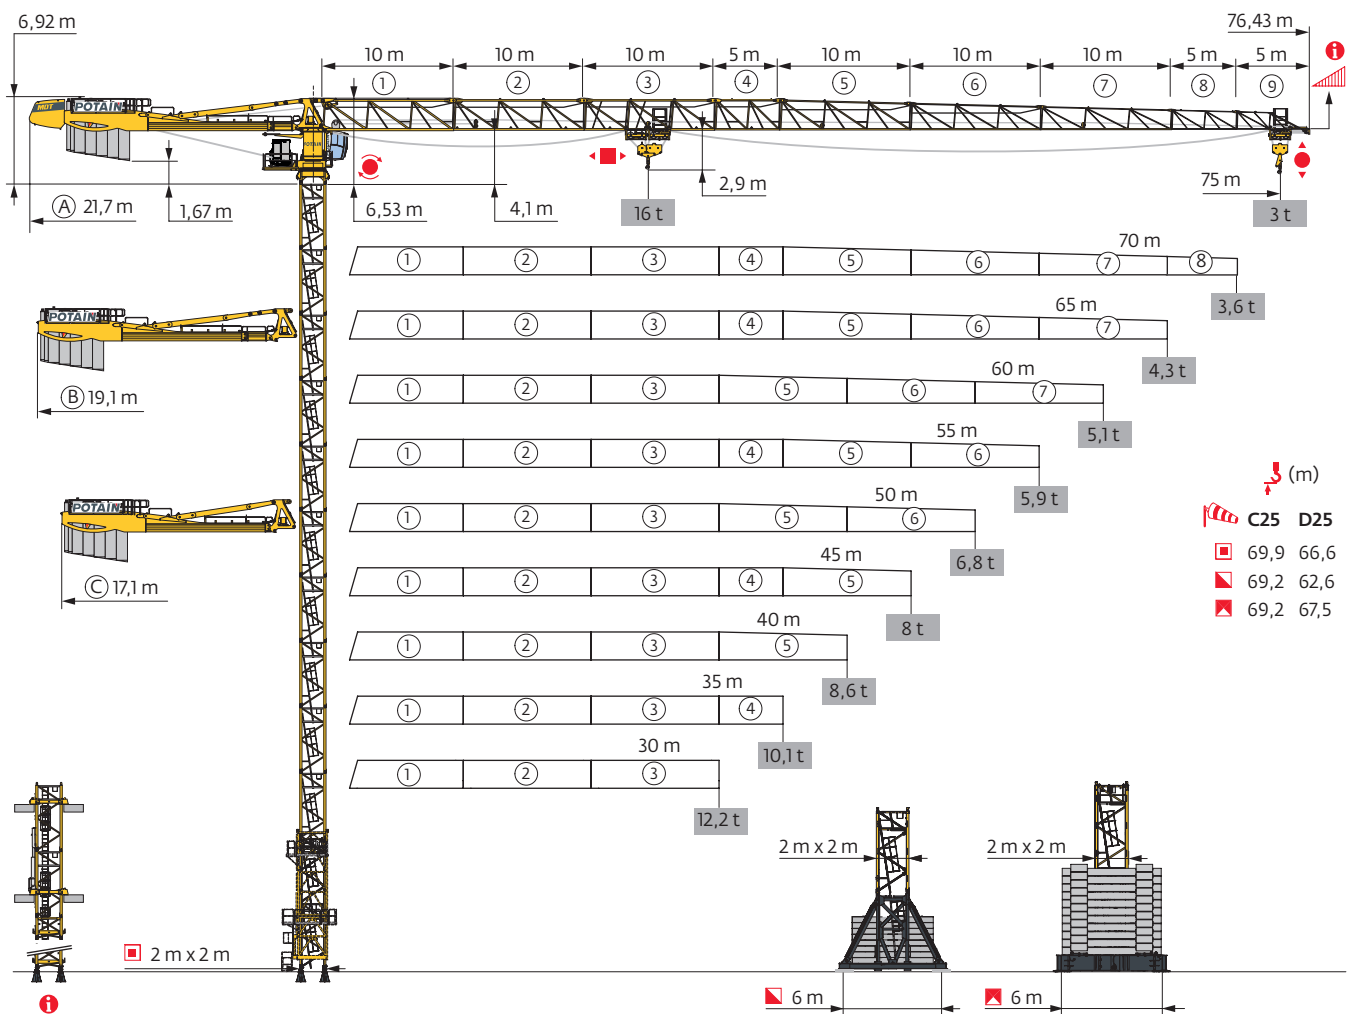 6,92 m
76,43 m
10 m 10 m 10 m 5 m 10 m 10 m 10 m 5 m 5 m
1 2 3 4 5 6 7 8 9
i
MDT POTAIN
POTAIN
A 21,7 m
1,67 m
6,53 m
4,1 m
16 t
2,9 m
75 m
3 t
70 m
1 2 3 4 5 6 7 8
3,6 t
65 m
1 2 3 4 5 6 7
4,3 t
POTAIN
B 19,1 m
60 m
1 2 3 5 6 7
5,1 t
55 m
1 2 3 4 5 6
5,9 t
POTAIN
C 17,1 m
50 m
1 2 3 5 6
6,8 t
45 m
1 2 3 4 5
8 t
40 m
1 2 3 5
8,6 t
35 m
1 2 3 4
10,1 t
30 m
1 2 3
12,2 t
(m)
C25 D25
69,9 66,6
69,2 62,6
69,2 67,5
2 m x 2 m
2 m x 2 m
2 m x 2 m
i
6 m
6 m